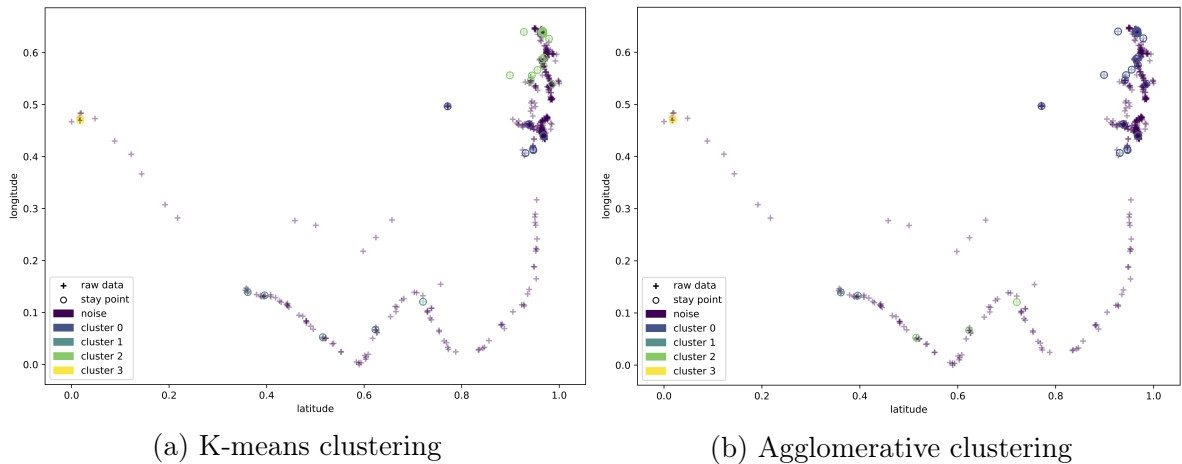 0.6
0.5
0.4
0.3
0.2
0.1
0.0
longitude
0.0 0.2 0.4 0.6 0.8 1.0
latitude
raw data
stay point
noise
cluster 0
cluster 1
cluster 2
cluster 3
(a) K-means clustering
0.6
0.5
0.4
0.3
0.2
0.1
0.0
longitude
0.0 0.2 0.4 0.6 0.8 1.0
latitude
raw data
stay point
noise
cluster 0
cluster 1
cluster 2
cluster 3
(b) Agglomerative clustering